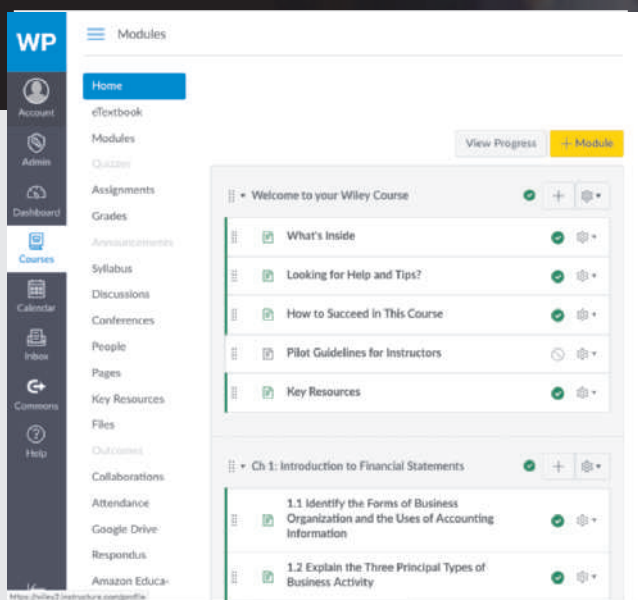 WP
Modules
Account
Admin
Dashboard
Courses
Calendar
Inbox
Commons
Help
Home
eTextbook
Modules
Quizzes
Assignments
Grades
Announcements
Syllabus
Discussions
Conferences
People
Pages
Key Resources
Files
Outcomes
Collaborations
Attendance
Google Drive
Respondus
Amazon Educa-
View Progress
+ Module
Welcome to your Wiley Course
What's Inside
Looking for Help and Tips?
How to Succeed in This Course
Pilot Guidelines for Instructors
Key Resources
Ch 1: Introduction to Financial Statements
1.1 Identify the Forms of Business
Organization and the Uses of Accounting
Information
1.2 Explain the Three Principal Types of
Business Activity